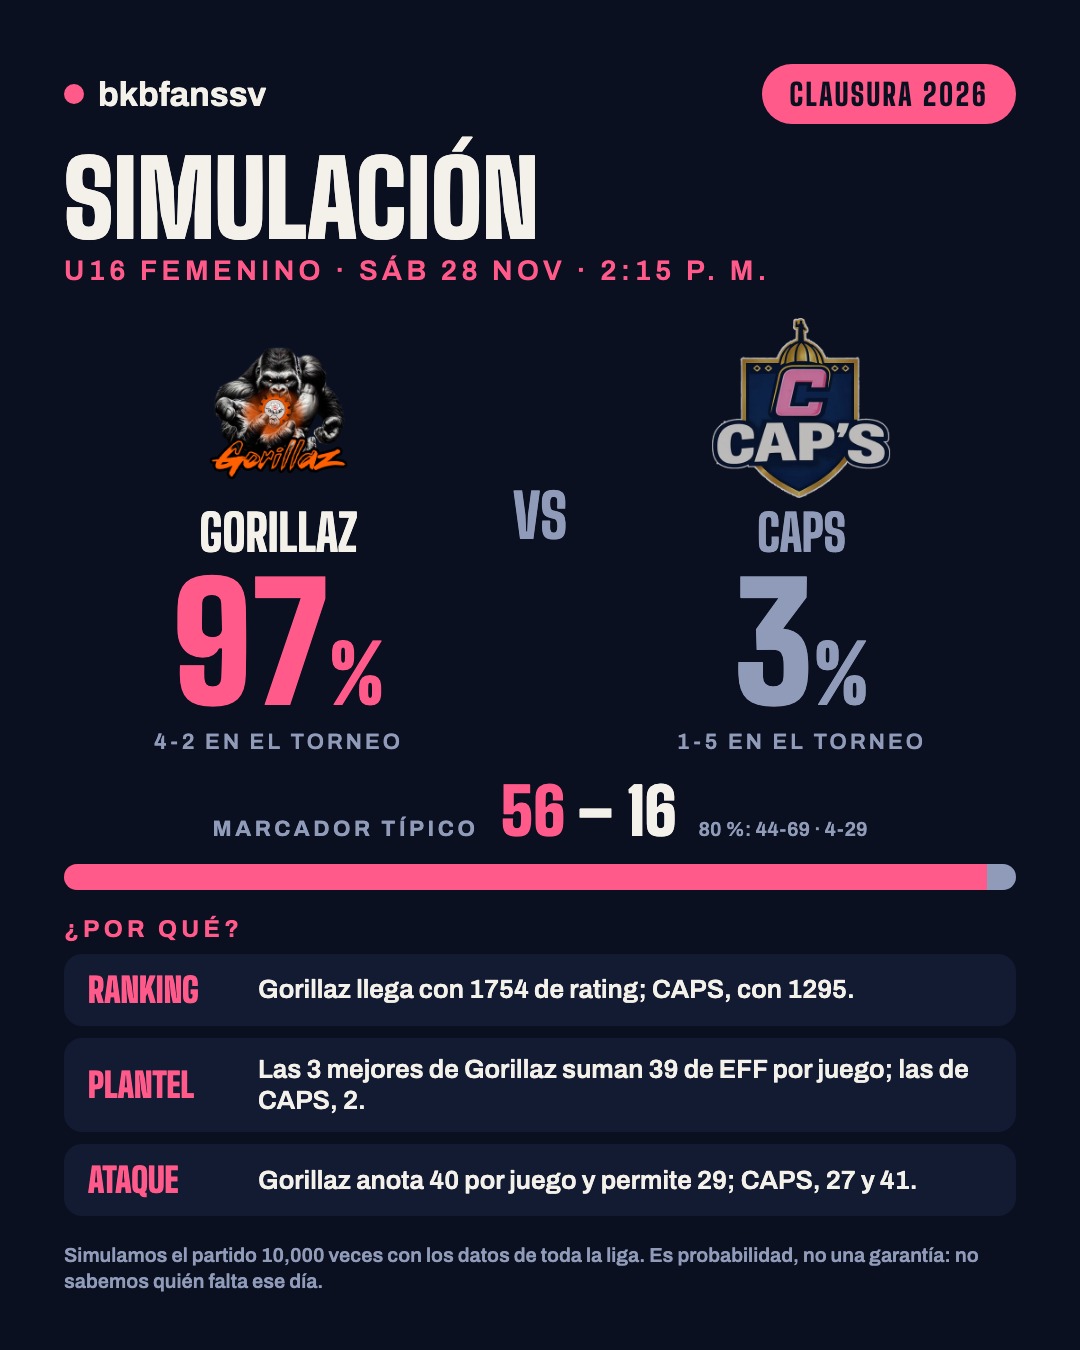 bkbfanssv
CLAUSURA 2026
SIMULACIÓN
U16 FEMENINO · SÁB 28 NOV · 2:15 P. M.
Gorillaz
C
CAP'S
GORILLAZ
VS
CAPS
97%
3%
4-2 EN EL TORNEO
1-5 EN EL TORNEO
MARCADOR TÍPICO 56 – 16 80 %: 44-69 · 4-29
¿POR QUÉ?
RANKING
Gorillaz llega con 1754 de rating; CAPS, con 1295.
PLANTEL
Las 3 mejores de Gorillaz suman 39 de EFF por juego; las de
CAPS, 2.
ATAQUE
Gorillaz anota 40 por juego y permite 29; CAPS, 27 y 41.
Simulamos el partido 10,000 veces con los datos de toda la liga. Es probabilidad, no una garantía: no
sabemos quién falta ese día.